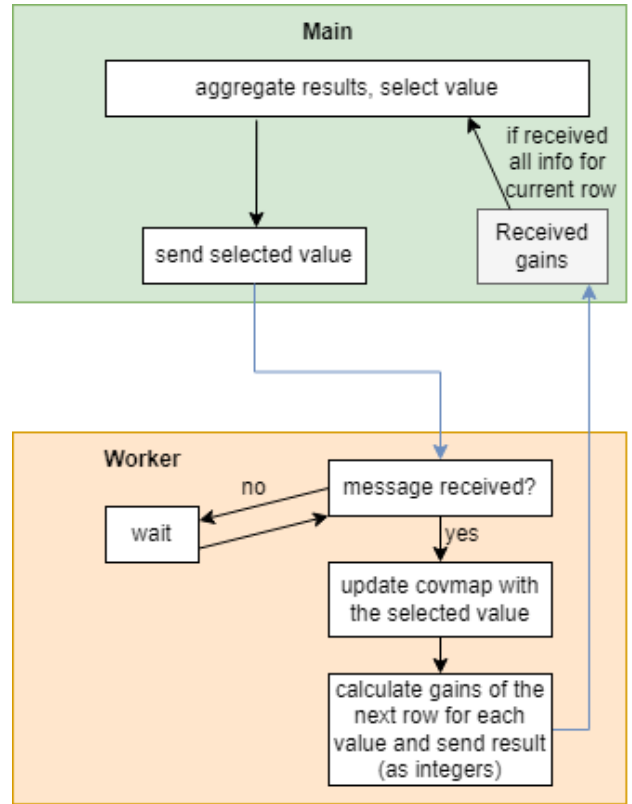 Main
aggregate results, select value
if received
all info for
current row
send selected value
Received
gains
Worker
no
message received?
wait
yes
update covmap with
the selected value
calculate gains of the
next row for each
value and send result
(as integers)